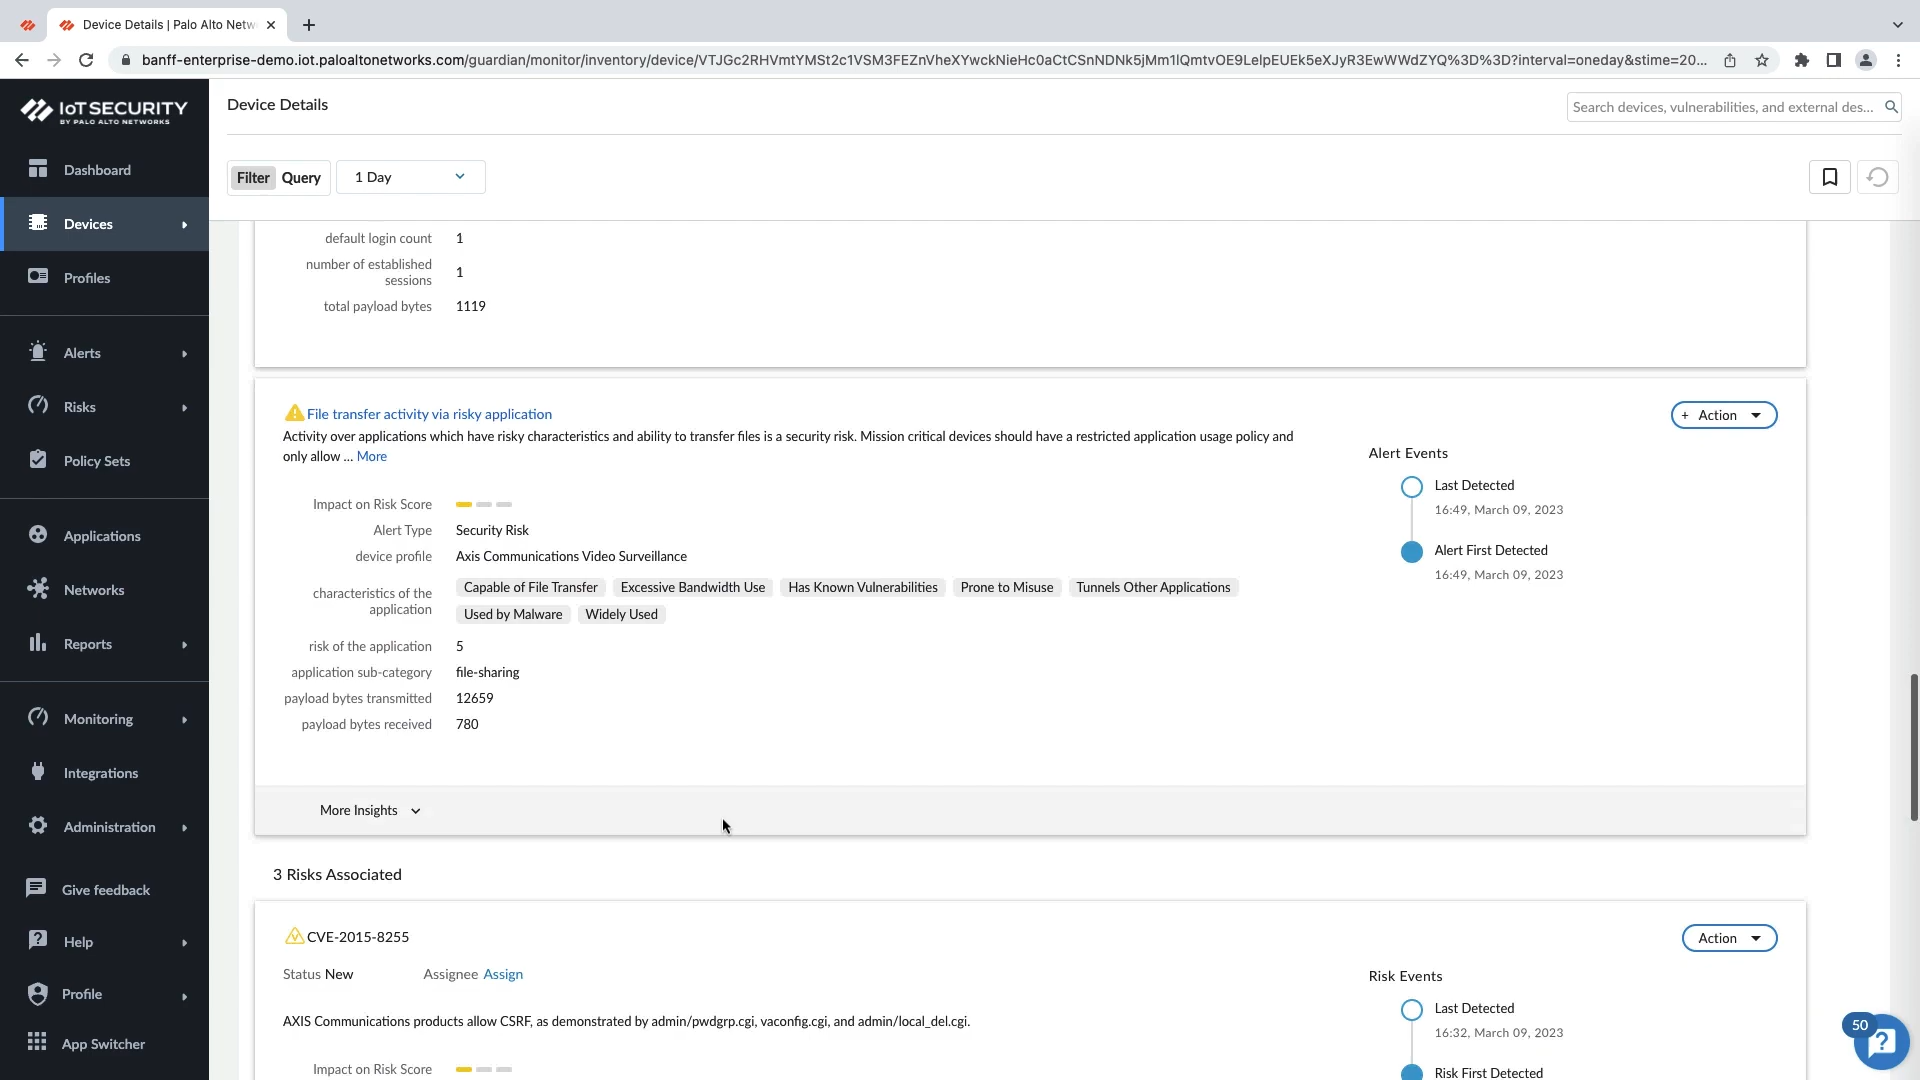 Device Details | Palo Alto Netw
banff-enterprise-demo.iot.paloaltonetworks.com/guardian/monitor/inventory/device/VTJGc2RHVmtYMSt2c1VSM3FEZnVheXYwckNieHc0aCtCSnNDNk5jMm1lQmtvOE9LelpEUEk5eXJyR3EwWWdZYQ%3D%3D?interval=oneday&stime=20...
IoT SECURITY
BY PALO ALTO NETWORKS
Dashboard
Devices
Profiles
Alerts
Risks
Policy Sets
Applications
Networks
Reports
Monitoring
Integrations
Administration
Give feedback
Help
Profile
App Switcher
Device Details
Search devices, vulnerabilities, and external des...
Filter Query
1 Day
default login count 1
number of established
sessions
1
total payload bytes 1119
File transfer activity via risky application
+ Action
Activity over applications which have risky characteristics and ability to transfer files is a security risk. Mission critical devices should have a restricted application usage policy and
only allow ... More
Impact on Risk Score
Alert Type Security Risk
device profile Axis Communications Video Surveillance
characteristics of the
application
Capable of File Transfer Excessive Bandwidth Use Has Known Vulnerabilities Prone to Misuse Tunnels Other Applications
Used by Malware Widely Used
risk of the application 5
application sub-category file-sharing
payload bytes transmitted 12659
payload bytes received 780
Alert Events
Last Detected
16:49, March 09, 2023
Alert First Detected
16:49, March 09, 2023
More Insights
3 Risks Associated
V
CVE-2015-8255
Action
Status New Assignee Assign
AXIS Communications products allow CSRF, as demonstrated by admin/pwdgrp.cgi, vaconfig.cgi, and admin/local_del.cgi.
Impact on Risk Score
Risk Events
Last Detected
16:32, March 09, 2023
Risk First Detected
50
?